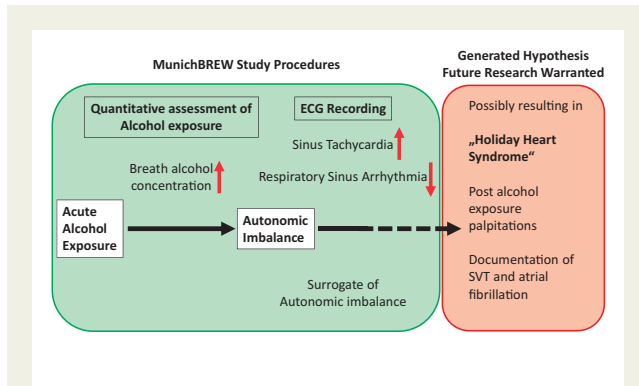 MunichBREW Study Procedures
Generated Hypothesis
Future Research Warranted
Quantitative assessment of
Alcohol exposure
ECG Recording
Sinus Tachycardia
Breath alcohol
concentration
Respiratory Sinus Arrhythmia
Acute
Alcohol
Exposure
Autonomic
Imbalance
Surrogate of
Autonomic imbalance
Possibly resulting in
„Holiday Heart
Syndrome“
Post alcohol
exposure
palpitations
Documentation of
SVT and atrial
fibrillation